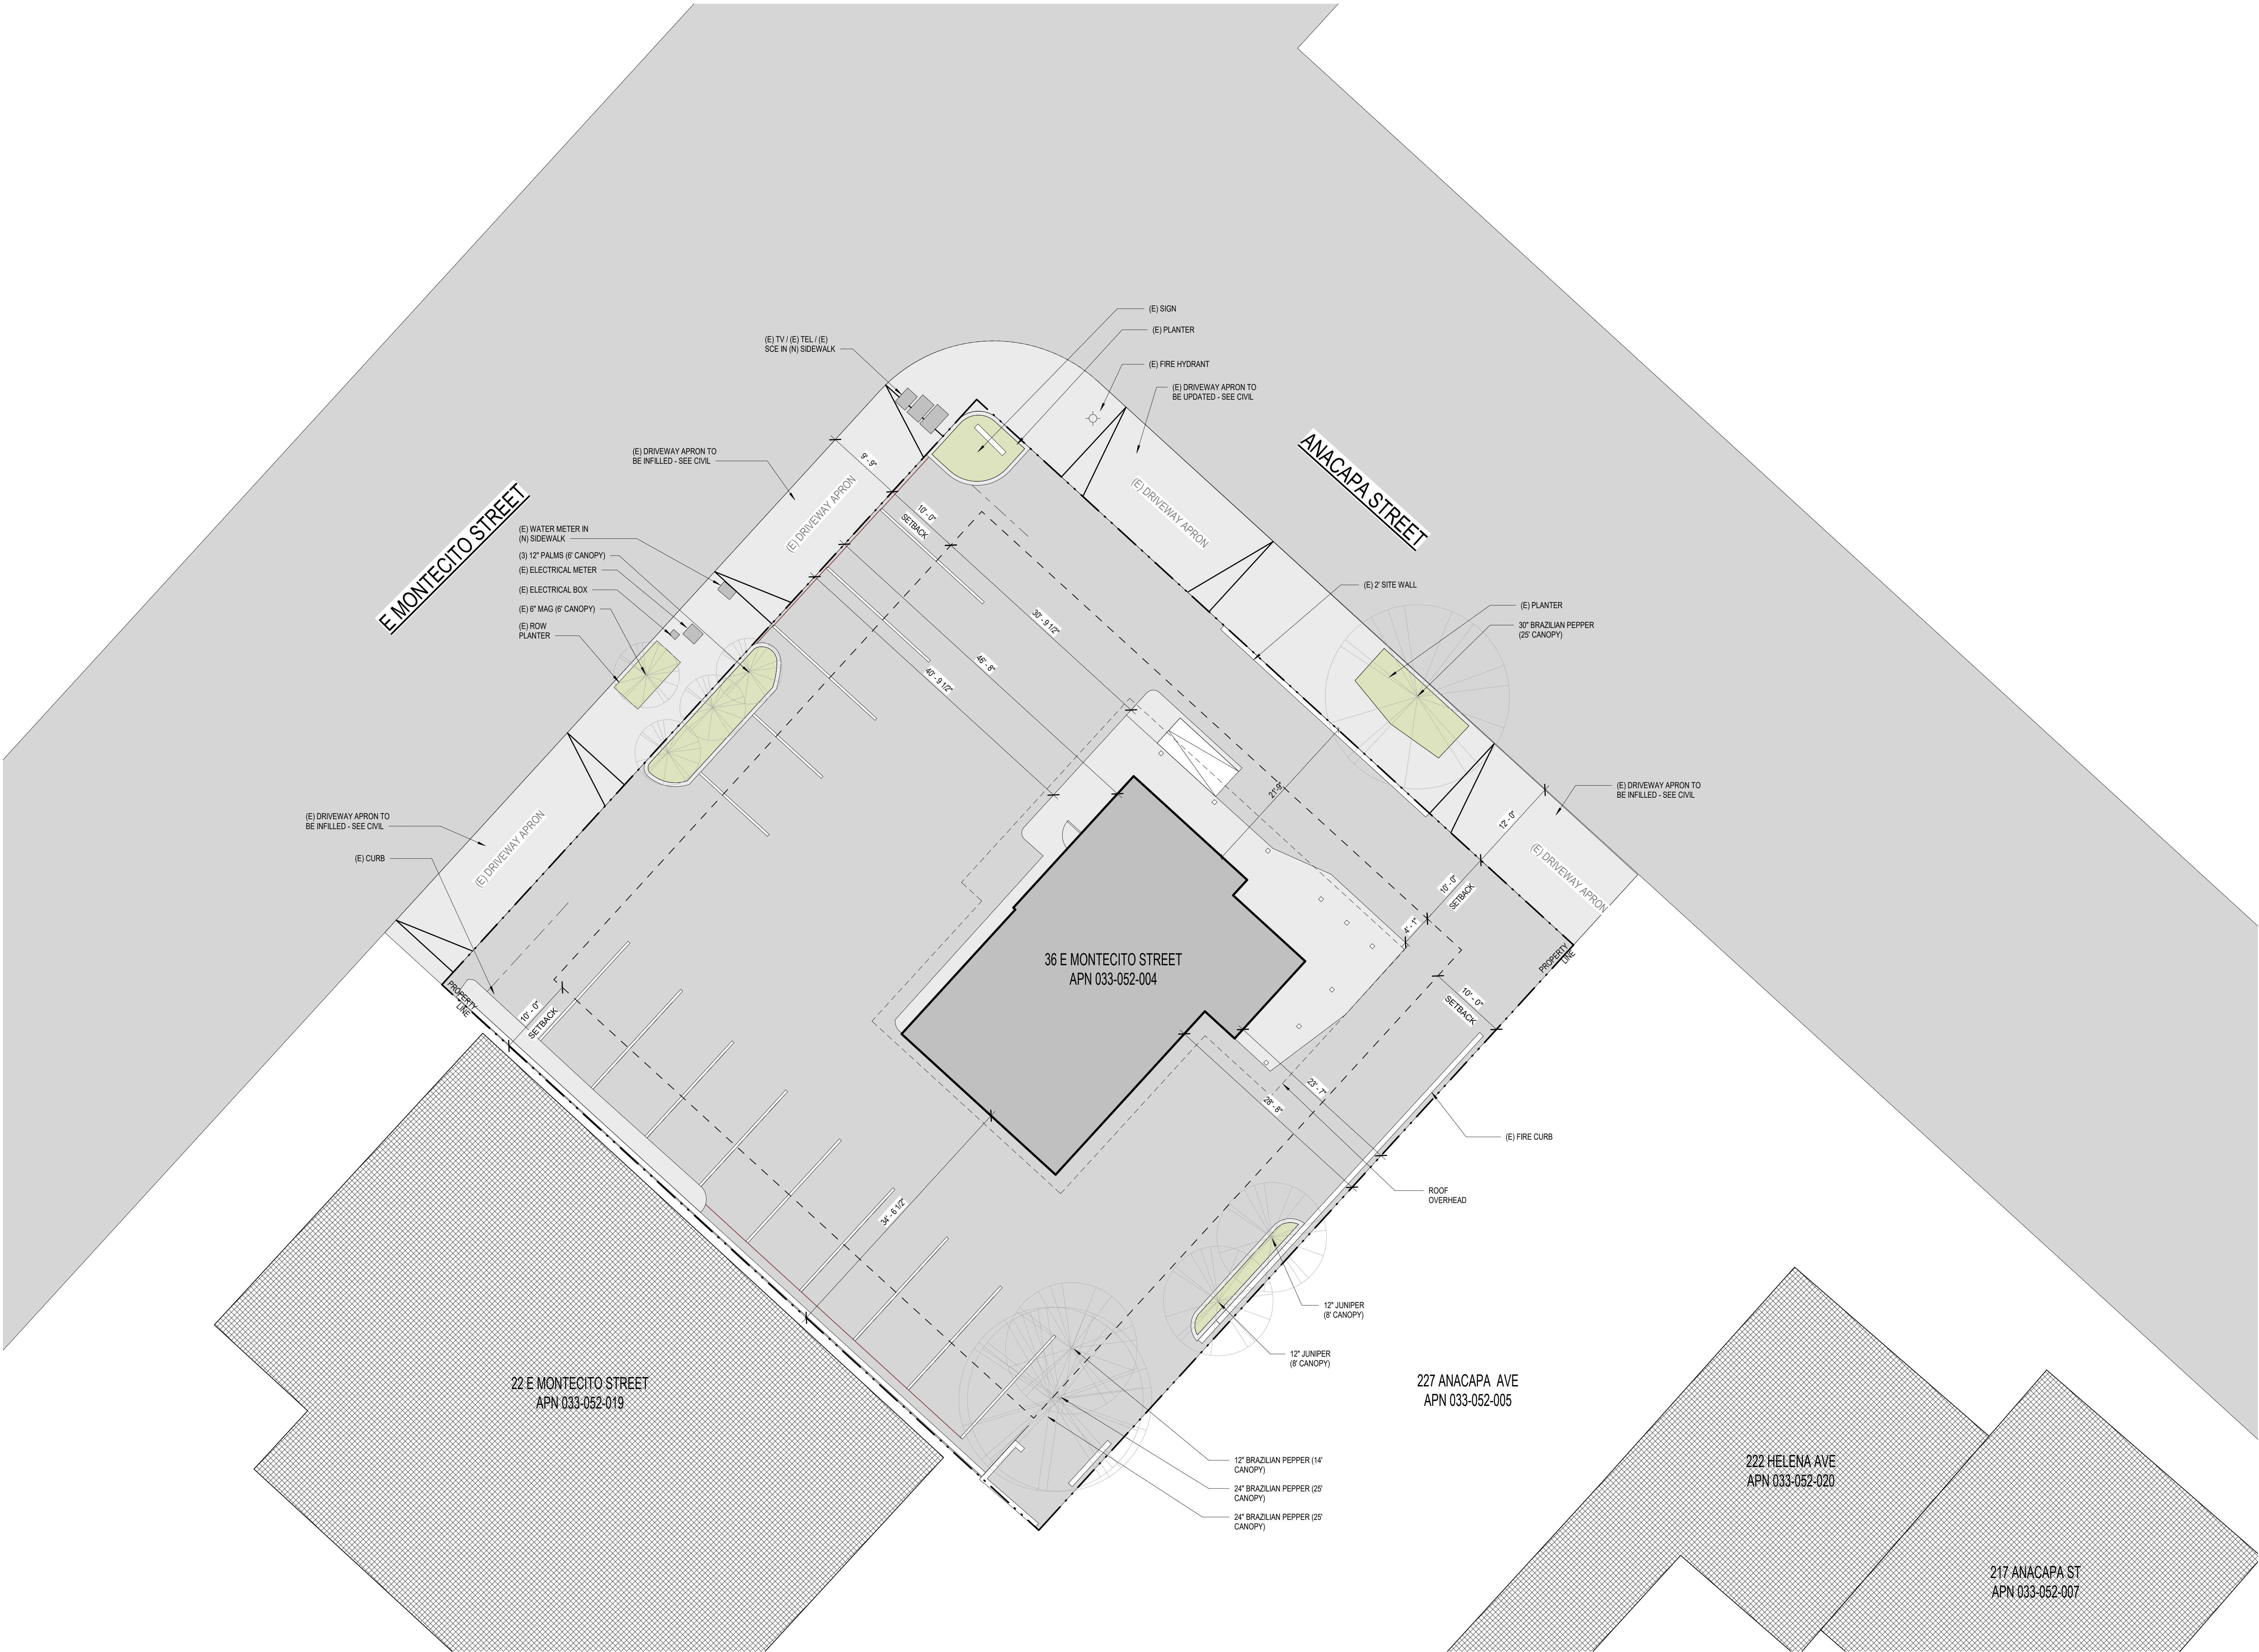 (E) SIGN
(E) PLANTER
(E) TV / (E) TEL / (E)
SCE IN (N) SIDEWALK
(E) FIRE HYDRANT
(E) DRIVEWAY APRON TO
BE UPDATED - SEE CIVIL
(E) DRIVEWAY APRON TO
BE INFILLED - SEE CIVIL
9' - 9"
(E) DRIVEWAY APRON
(E) DRIVEWAY APRON
ANACAPA STREET
E MONTECITO STREET
10' - 0"
SETBACK
(E) WATER METER IN
(N) SIDEWALK
(3) 12" PALMS (6' CANOPY)
(E) ELECTRICAL METER
(E) ELECTRICAL BOX
(E) 6" MAG (6' CANOPY)
(E) ROW
PLANTER
(E) 2' SITE WALL
(E) PLANTER
30" BRAZILIAN PEPPER
(25' CANOPY)
30' - 9 1/2"
46' - 8"
40' - 9 1/2"
21'-9"
(E) DRIVEWAY APRON TO
BE INFILLED - SEE CIVIL
12' - 0"
(E) DRIVEWAY APRON TO
BE INFILLED - SEE CIVIL
(E) DRIVEWAY APRON
(E) DRIVEWAY APRON
(E) CURB
10' - 0"
SETBACK
4' - 1"
PROPERTY
LINE
36 E MONTECITO STREET
APN 033-052-004
PROPERTY
LINE
10' - 0"
SETBACK
10' - 0"
SETBACK
23' - 7"
28' - 8"
(E) FIRE CURB
ROOF
OVERHEAD
34' - 6 1/2"
12" JUNIPER
(8' CANOPY)
12" JUNIPER
(8' CANOPY)
22 E MONTECITO STREET
APN 033-052-019
227 ANACAPA AVE
APN 033-052-005
12" BRAZILIAN PEPPER (14'
CANOPY)
24" BRAZILIAN PEPPER (25'
CANOPY)
24" BRAZILIAN PEPPER (25'
CANOPY)
222 HELENA AVE
APN 033-052-020
217 ANACAPA ST
APN 033-052-007